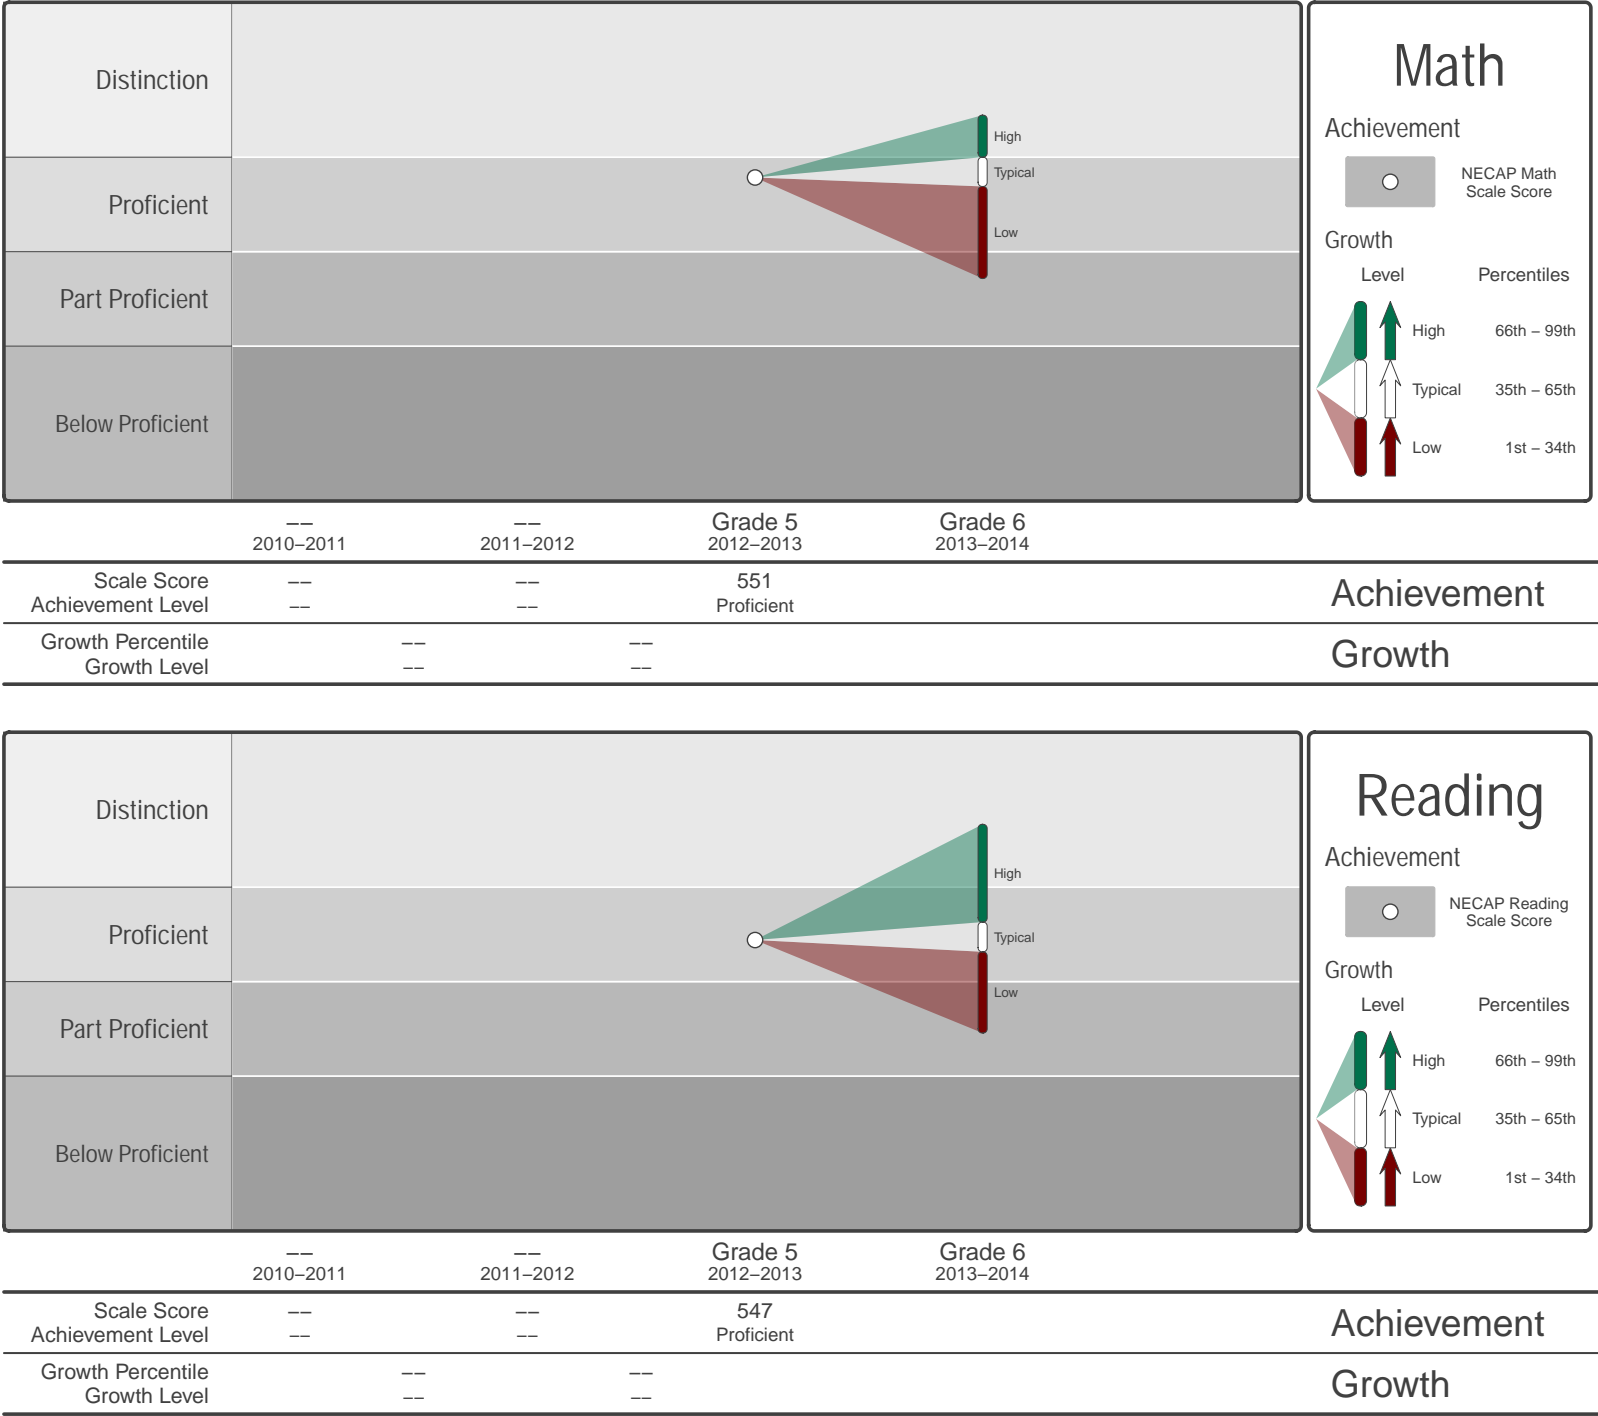 Math
Distinction
Proficient
Part Proficient
Below Proficient
High
Typical
Low
Achievement
NECAP Math
Scale Score
Growth
Level Percentiles
High 66th – 99th
Typical 35th – 65th
Low 1st – 34th
–– –– Grade 5 Grade 6
2010–2011 2011–2012 2012–2013 2013–2014
Scale Score –– –– 551
Achievement Level –– –– Proficient
Achievement
Growth Percentile –– ––
Growth Level –– ––
Growth
Reading
Distinction
Proficient
Part Proficient
Below Proficient
High
Typical
Low
Achievement
NECAP Reading
Scale Score
Growth
Level Percentiles
High 66th – 99th
Typical 35th – 65th
Low 1st – 34th
–– –– Grade 5 Grade 6
2010–2011 2011–2012 2012–2013 2013–2014
Scale Score –– –– 547
Achievement Level –– –– Proficient
Achievement
Growth Percentile –– ––
Growth Level –– ––
Growth